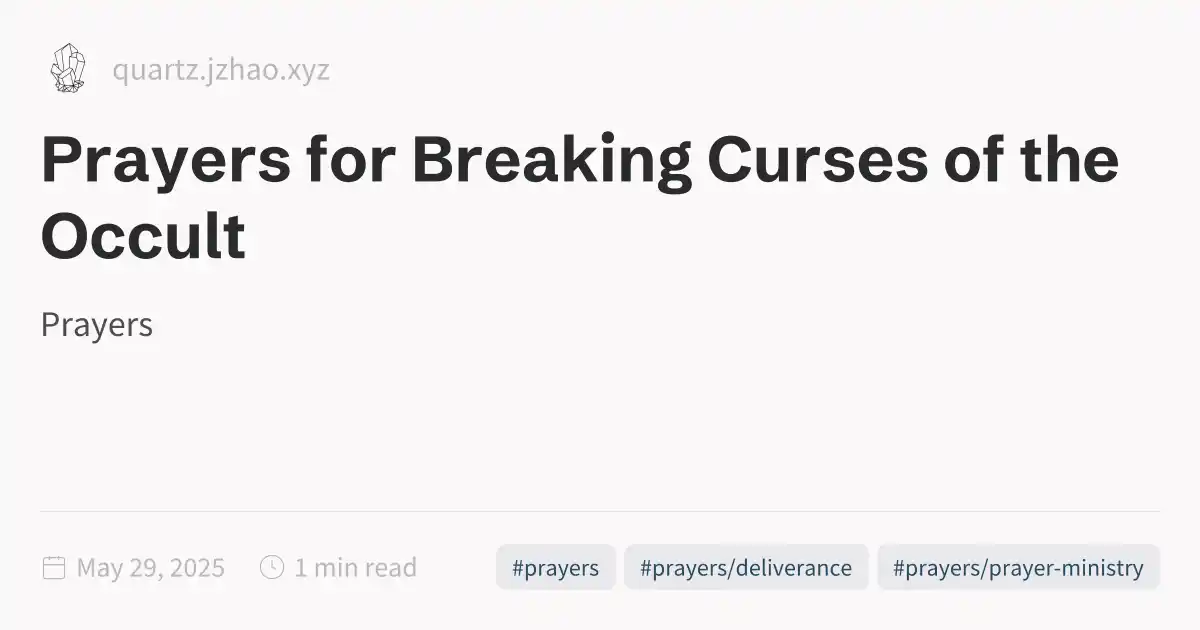 quartz.jzhao.xyz
Prayers for Breaking Curses of the
Occult
Prayers
May 29, 2025
1 min read
#prayers
#prayers/deliverance
#prayers/prayer-ministry